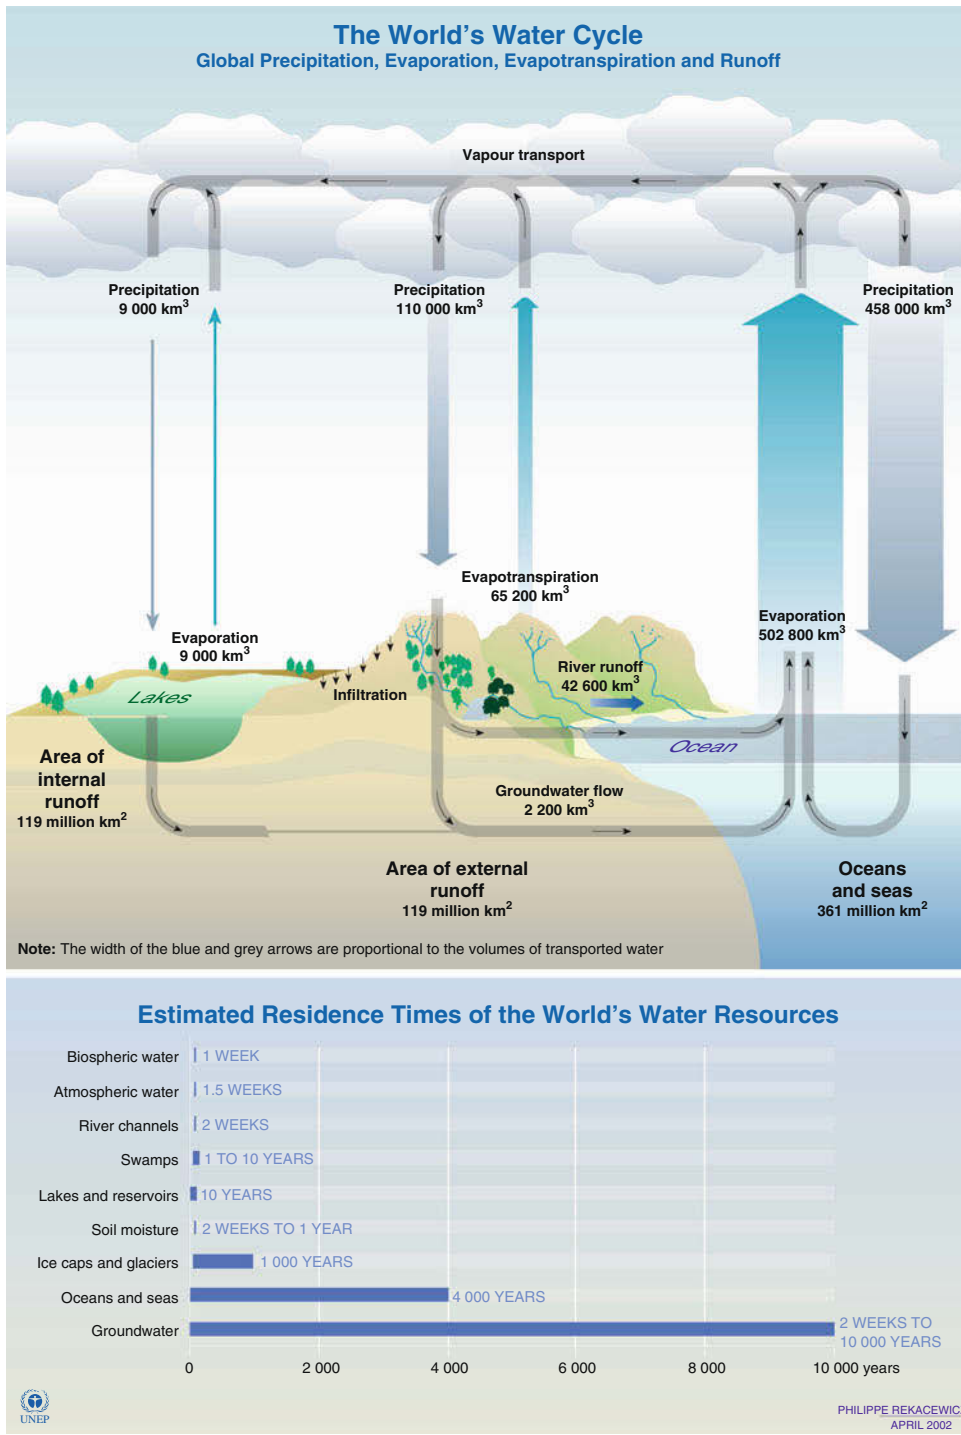 The World's Water Cycle
Global Precipitation, Evaporation, Evapotranspiration and Runoff
Vapour transport
Precipitation
9 000 km3
Precipitation
110 000 km3
Precipitation
458 000 km3
Evapotranspiration
65 200 km3
Evaporation
502 800 km3
Evaporation
9 000 km3
River runoff
42 600 km3
Infiltration
Lakes
Ocean
Area of
internal
runoff
119 million km2
Groundwater flow
2 200 km3
Area of external
runoff
119 million km2
Oceans
and seas
361 million km2
Note: The width of the blue and grey arrows are proportional to the volumes of transported water
Estimated Residence Times of the World's Water Resources
Biospheric water 1 WEEK
Atmospheric water 1.5 WEEKS
River channels 2 WEEKS
Swamps 1 TO 10 YEARS
Lakes and reservoirs 10 YEARS
Soil moisture 2 WEEKS TO 1 YEAR
Ice caps and glaciers 1 000 YEARS
Oceans and seas 4 000 YEARS
Groundwater 2 WEEKS TO
10 000 YEARS
0 2 000 4 000 6 000 8 000 10 000 years
UNEP
PHILIPPE REKACEWIC
APRIL 2002